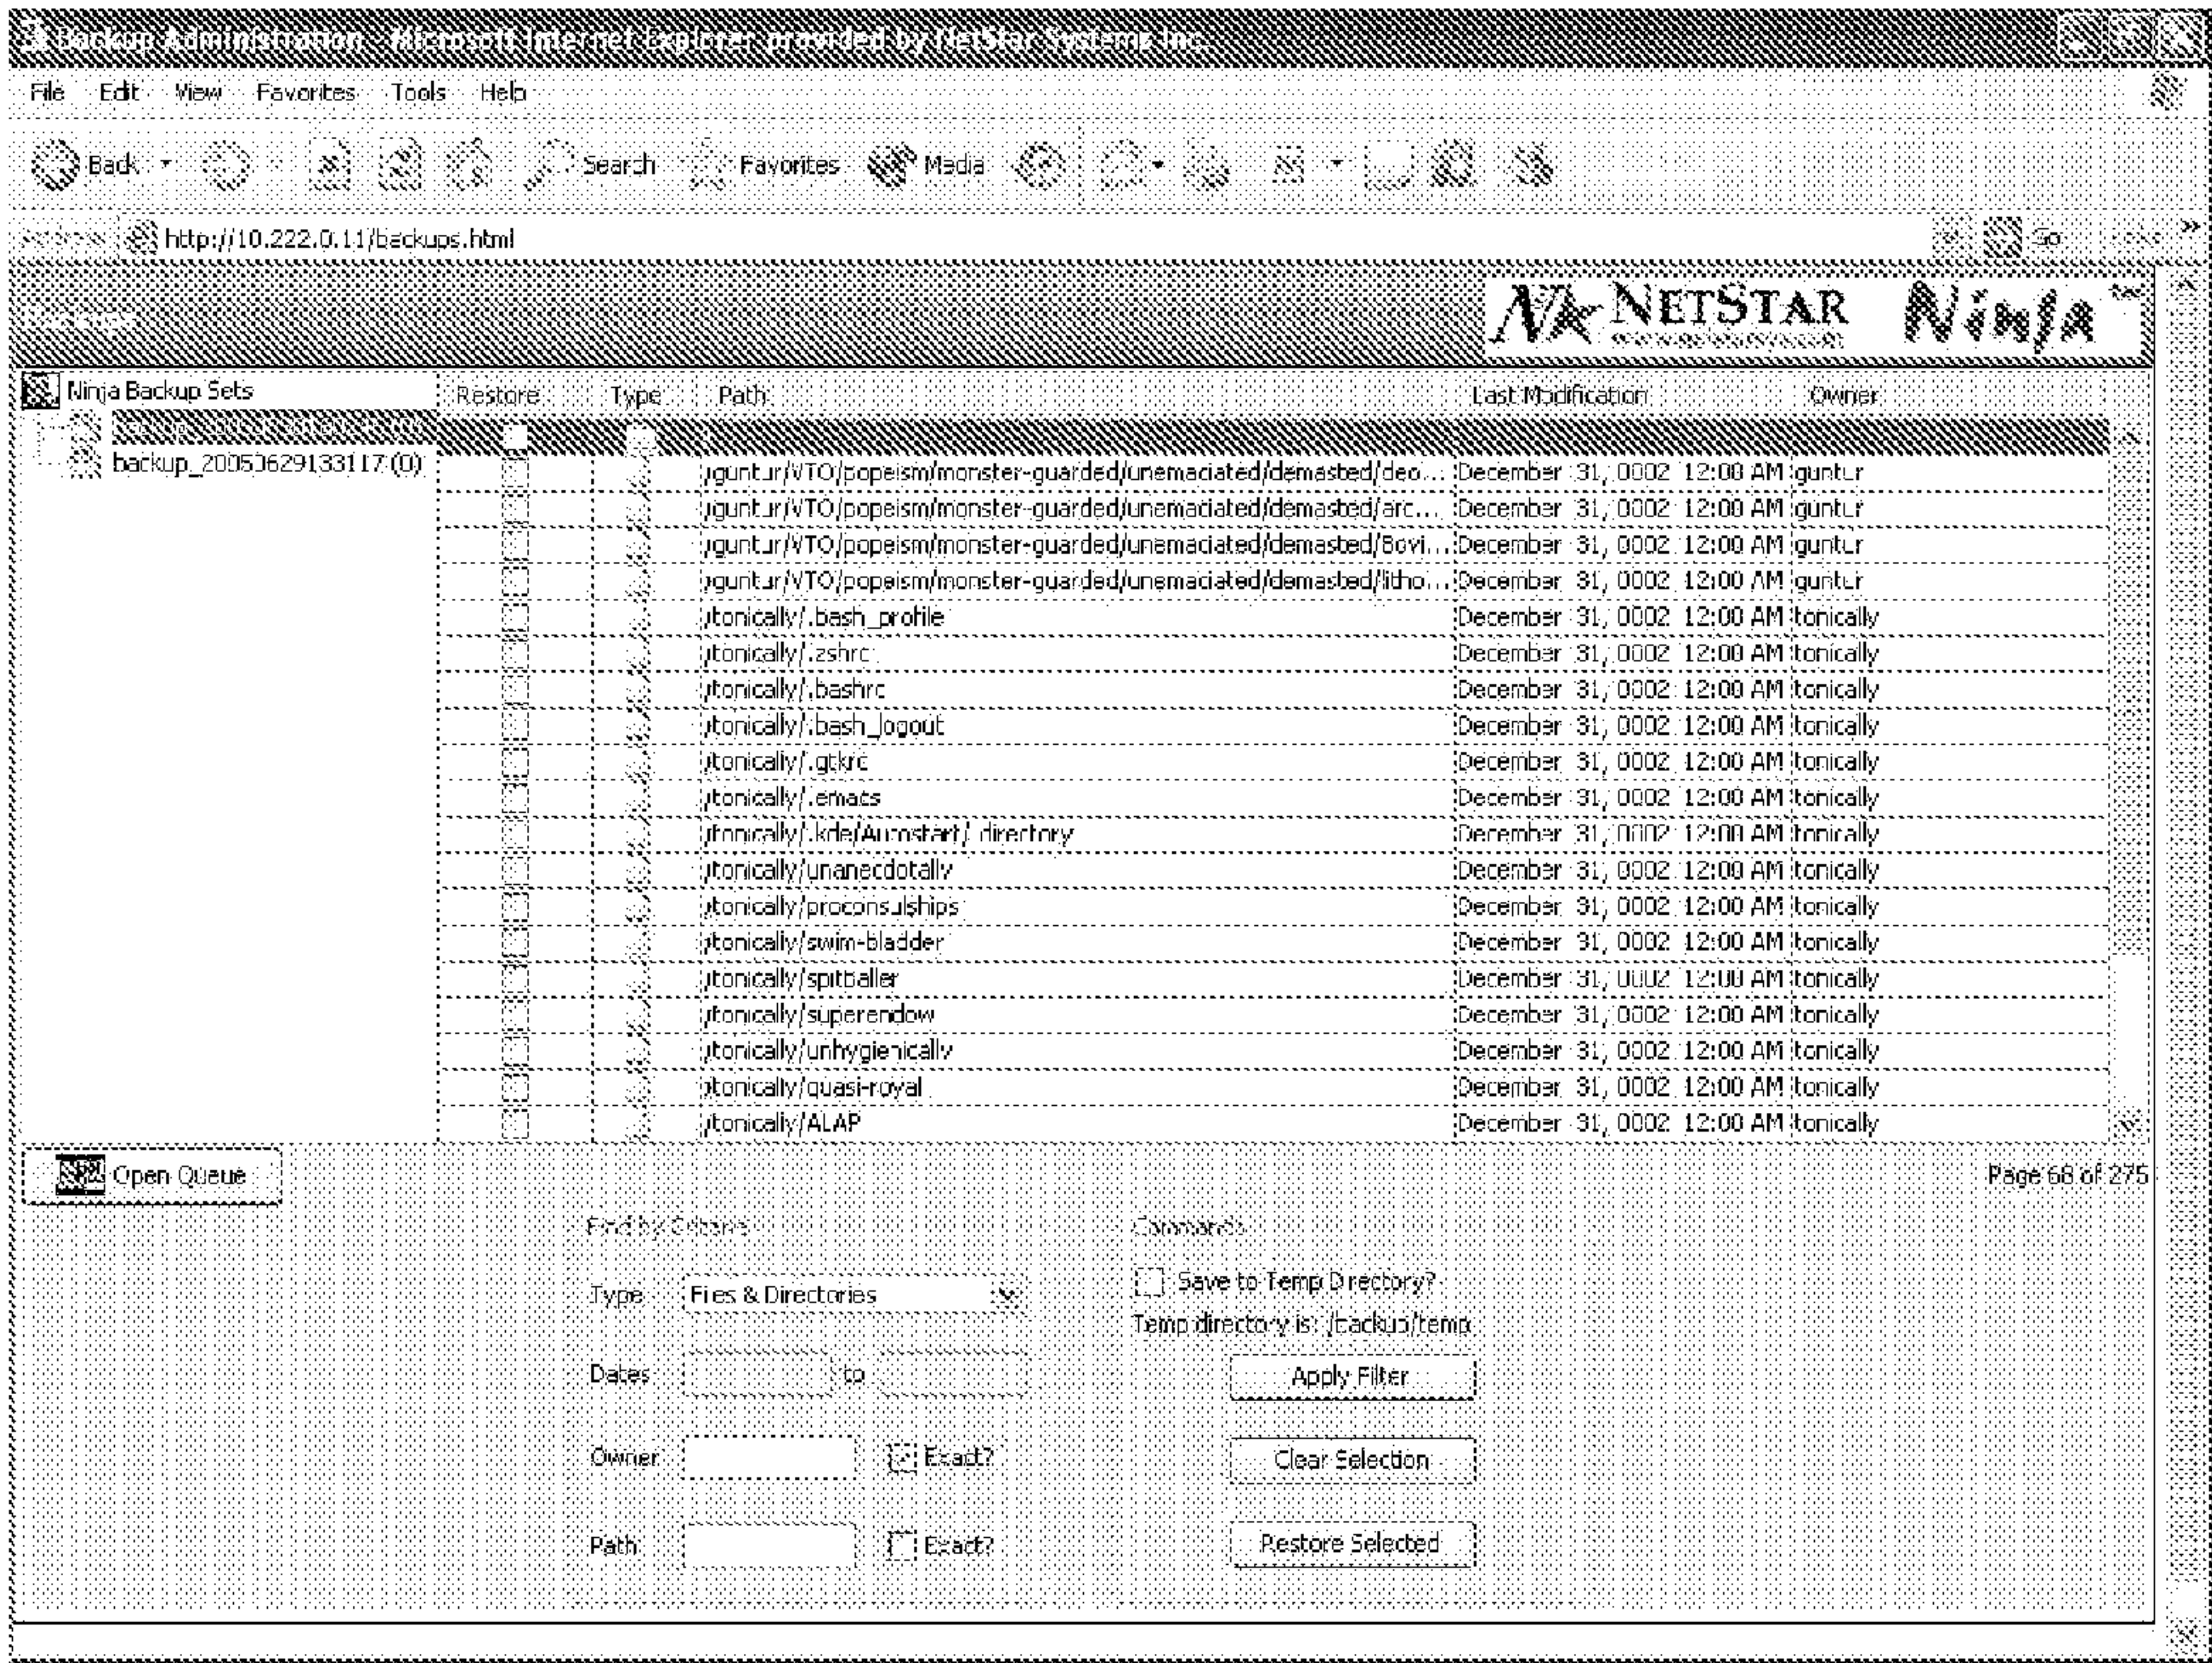 Backup Administration - Microsoft Internet Explorer provided by NetStar Systems Inc.
File Edit View Favorites Tools Help
Back Search Favorites Media
http://10.222.0.11/backups.html Go
NETSTAR Ninja
Ninja Backup Sets
backup_20050629133117 (0)
Restore Type Path Last Modification Owner
/guntur/VTO/popeism/monster-guarded/unemaciated/demasted/deo... December 31, 0002 12:00 AM guntur
/guntur/VTO/popeism/monster-guarded/unemaciated/demasted/arc... December 31, 0002 12:00 AM guntur
/guntur/VTO/popeism/monster-guarded/unemaciated/demasted/Bovi... December 31, 0002 12:00 AM guntur
/guntur/VTO/popeism/monster-guarded/unemaciated/demasted/litho... December 31, 0002 12:00 AM guntur
/tonically/.bash_profile December 31, 0002 12:00 AM tonically
/tonically/.zshrc December 31, 0002 12:00 AM tonically
/tonically/.bashrc December 31, 0002 12:00 AM tonically
/tonically/.bash_logout December 31, 0002 12:00 AM tonically
/tonically/.gtkrc December 31, 0002 12:00 AM tonically
/tonically/.emacs December 31, 0002 12:00 AM tonically
/tonically/.kde/Autostart/.directory December 31, 0002 12:00 AM tonically
/tonically/unanecdotally December 31, 0002 12:00 AM tonically
/tonically/proconsulships December 31, 0002 12:00 AM tonically
/tonically/swim-bladder December 31, 0002 12:00 AM tonically
/tonically/spitballer December 31, 0002 12:00 AM tonically
/tonically/superendow December 31, 0002 12:00 AM tonically
/tonically/unhygienically December 31, 0002 12:00 AM tonically
/tonically/quasi-royal December 31, 0002 12:00 AM tonically
/tonically/ALAP December 31, 0002 12:00 AM tonically
Open Queue
Page 68 of 275
Find by Criteria
Type Files & Directories
Dates to
Owner Exact?
Path Exact?
Commands
Save to Temp Directory?
Temp directory is: /backup/temp
Apply Filter
Clear Selection
Restore Selected